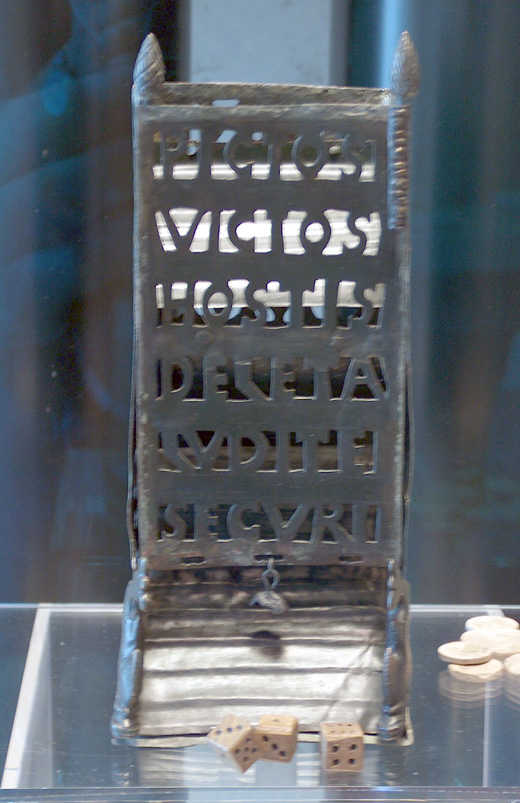 PICTOS
VICTOS
HOSTIS
DELETA
LVDITE
SECVRI